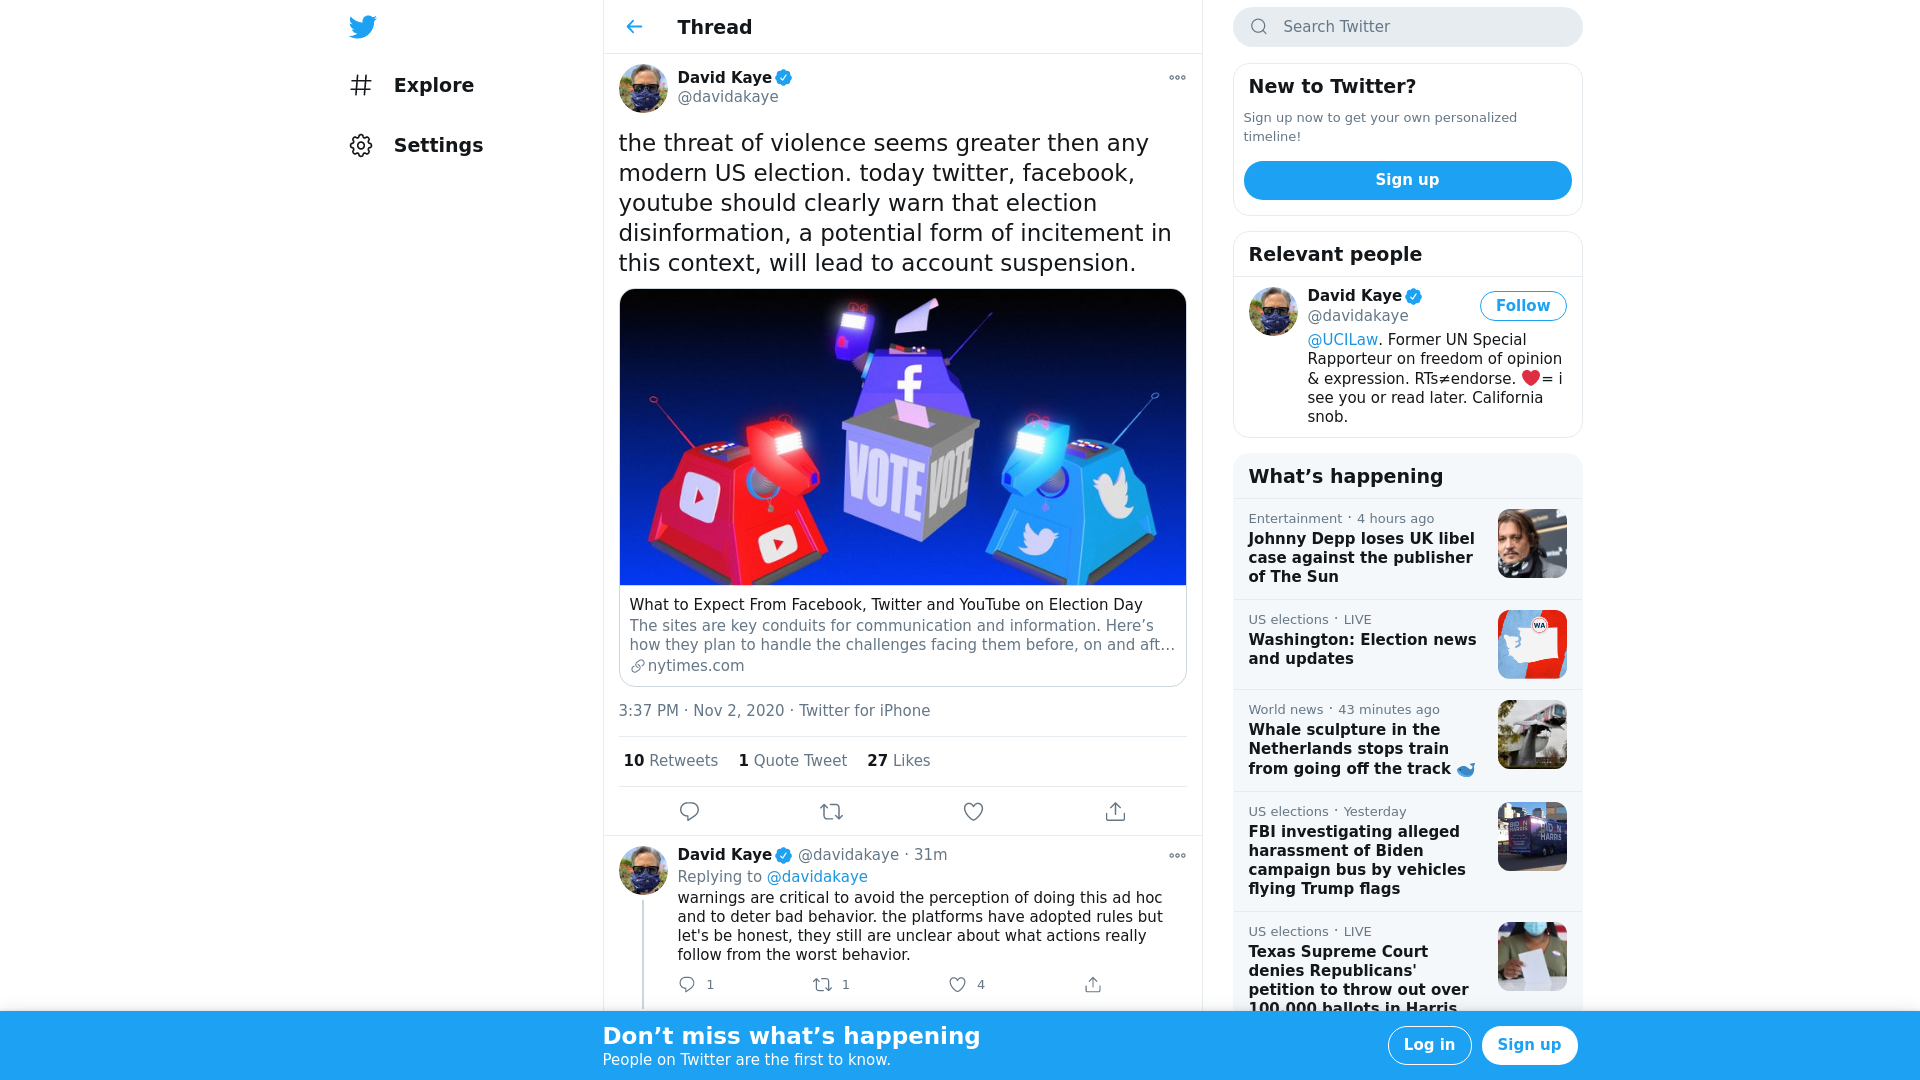 Explore
Settings
Thread
David Kaye
@davidakaye
the threat of violence seems greater then any
modern US election. today twitter, facebook,
youtube should clearly warn that election
disinformation, a potential form of incitement in
this context, will lead to account suspension.
VOTE VOTE
What to Expect From Facebook, Twitter and YouTube on Election Day
The sites are key conduits for communication and information. Here’s
how they plan to handle the challenges facing them before, on and aft…
nytimes.com
3:37 PM · Nov 2, 2020 · Twitter for iPhone
10 Retweets 1 Quote Tweet 27 Likes
David Kaye @davidakaye · 31m
Replying to @davidakaye
warnings are critical to avoid the perception of doing this ad hoc
and to deter bad behavior. the platforms have adopted rules but
let's be honest, they still are unclear about what actions really
follow from the worst behavior.
1 1 4
Search Twitter
New to Twitter?
Sign up now to get your own personalized
timeline!
Sign up
Relevant people
David Kaye
Follow
@davidakaye
@UCILaw. Former UN Special
Rapporteur on freedom of opinion
& expression. RTs≠endorse. ❤️= i
see you or read later. California
snob.
What’s happening
Entertainment · 4 hours ago
Johnny Depp loses UK libel
case against the publisher
of The Sun
US elections · LIVE
Washington: Election news
and updates
WA
World news · 43 minutes ago
Whale sculpture in the
Netherlands stops train
from going off the track 🐋
US elections · Yesterday
FBI investigating alleged
harassment of Biden
campaign bus by vehicles
flying Trump flags
BIDEN
HARRIS
US elections · LIVE
Texas Supreme Court
denies Republicans'
petition to throw out over
100,000 ballots in Harris
Don’t miss what’s happening
People on Twitter are the first to know.
Log in
Sign up